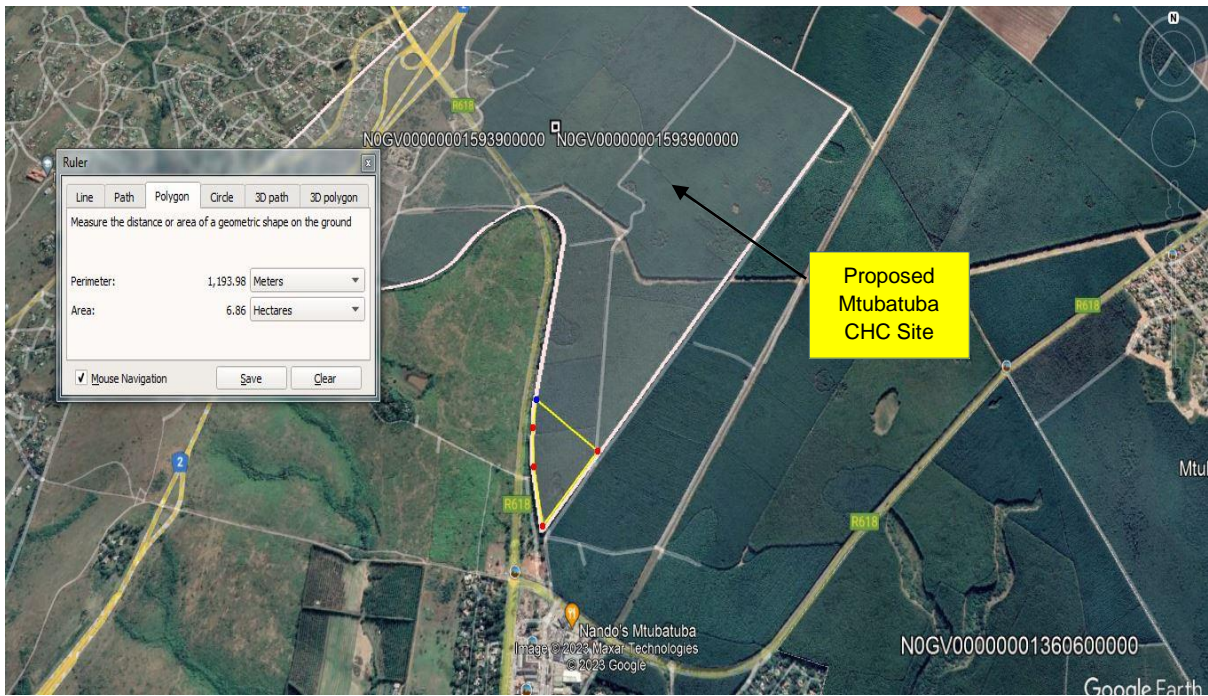 N
2
R618
N0GV00000001593900000
N0GV00000001593900000
Ruler
x
Line
Path
Polygon
Circle
3D path
3D polygon
Measure the distance or area of a geometric shape on the ground
Perimeter:
1,193.98
Meters
Area:
6.86
Hectares
Mouse Navigation
Save
Clear
Proposed
Mtubatuba
CHC Site
R618
2
R618
R618
Nando's Mtubatuba
Image © 2023 Maxar Technologies
© 2023 Google
N0GV00000001360600000
Google Earth